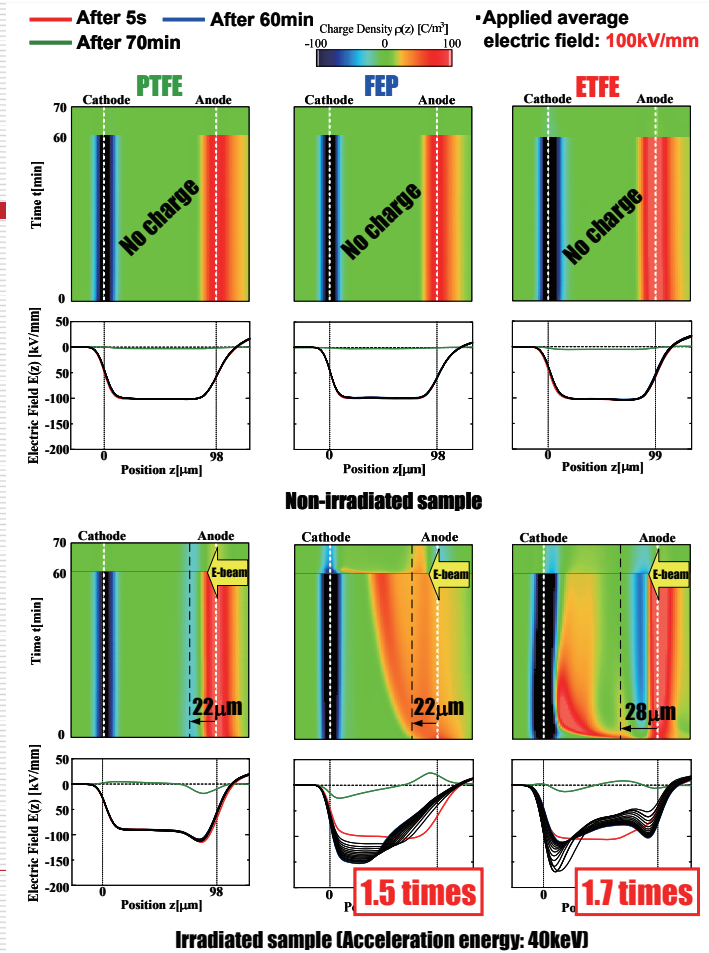 After 5s
After 60min
After 70min
Charge Density ρ(z) [C/m³]
-100 0 100
▪Applied average
electric field: 100kV/mm
PTFE
FEP
ETFE
Cathode Anode
Cathode Anode
Cathode Anode
70
60
Time t[min]
No charge
No charge
No charge
0
50
0
50
-100
-150
-200
Electric Field E(z) [kV/mm]
0 98
0 98
0 99
Position z[μm]
Position z[μm]
Position z[μm]
Non-irradiated sample
Cathode Anode
Cathode Anode
Cathode Anode
70
60
Time t[min]
E-beam
E-beam
E-beam
22μm
22μm
28μm
0
50
0
50
-100
-150
-200
Electric Field E(z) [kV/mm]
0 98
0
0
Position z[μm]
1.5 times
1.7 times
Irradiated sample (Acceleration energy: 40keV)